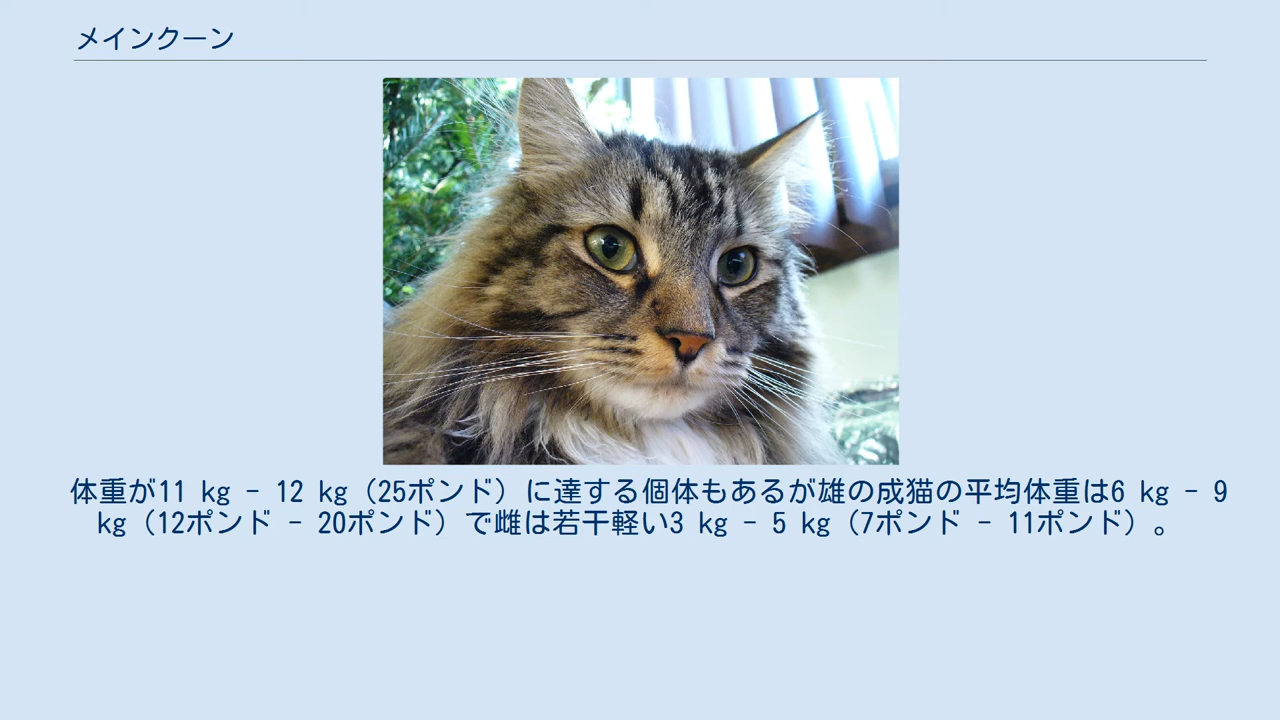 メインクーン
体重が11 kg – 12 kg（25ポンド）に達する個体もあるが雄の成猫の平均体重は6 kg – 9
kg（12ポンド – 20ポンド）で雌は若干軽い3 kg – 5 kg（7ポンド – 11ポンド）。